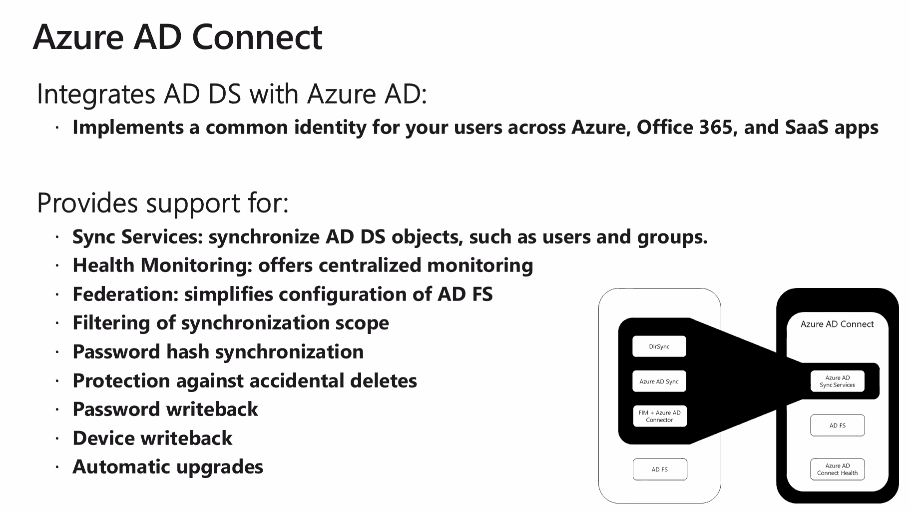 Azure AD Connect
Integrates AD DS with Azure AD:
· Implements a common identity for your users across Azure, Office 365, and SaaS apps
Provides support for:
· Sync Services: synchronize AD DS objects, such as users and groups.
· Health Monitoring: offers centralized monitoring
· Federation: simplifies configuration of AD FS
· Filtering of synchronization scope
· Password hash synchronization
· Protection against accidental deletes
· Password writeback
· Device writeback
· Automatic upgrades
DirSync
Azure AD Sync
FIM + Azure AD
Connector
AD FS
Azure AD Connect
Azure AD
Sync Services
AD FS
Azure AD
Connect Health